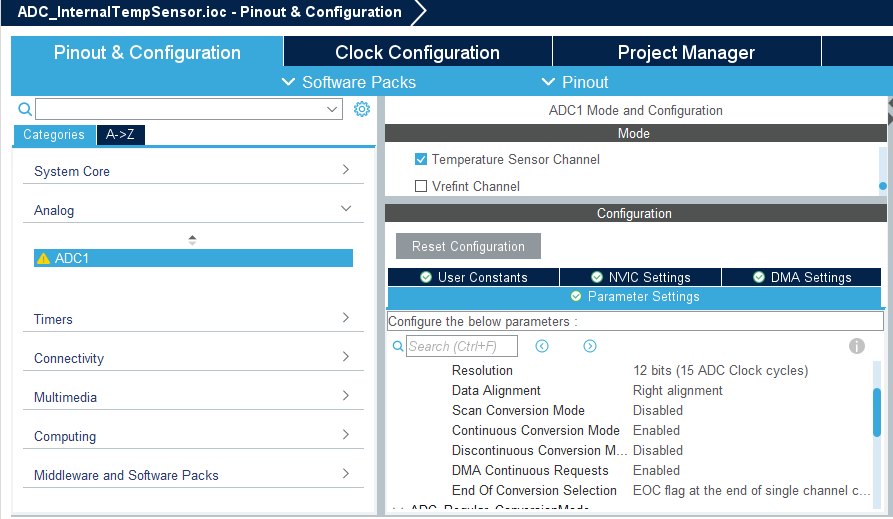 ADC_InternalTempSensor.ioc - Pinout & Configuration
Pinout & Configuration
Clock Configuration
Project Manager
Software Packs
Pinout
Categories
A->Z
System Core
Analog
ADC1
Timers
Connectivity
Multimedia
Computing
Middleware and Software Packs
ADC1 Mode and Configuration
Mode
Temperature Sensor Channel
Vrefint Channel
Configuration
Reset Configuration
User Constants
NVIC Settings
DMA Settings
Parameter Settings
Configure the below parameters :
Search (Ctrl+F)
Resolution 12 bits (15 ADC Clock cycles)
Data Alignment Right alignment
Scan Conversion Mode Disabled
Continuous Conversion Mode Enabled
Discontinuous Conversion M... Disabled
DMA Continuous Requests Enabled
End Of Conversion Selection EOC flag at the end of single channel c...
ADC_Regular_ConversionMode